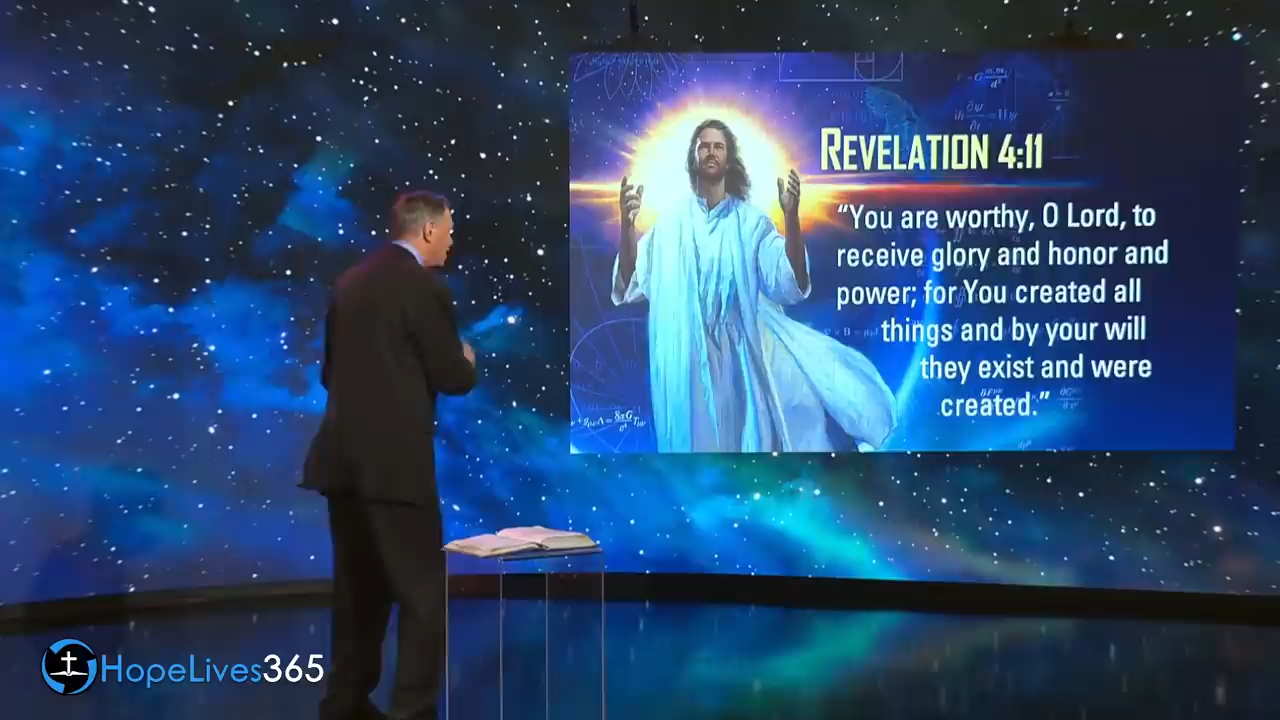 REVELATION 4:11
“You are worthy, O Lord, to
receive glory and honor and
power; for You created all
things and by your will
they exist and were
created.”
HopeLives365